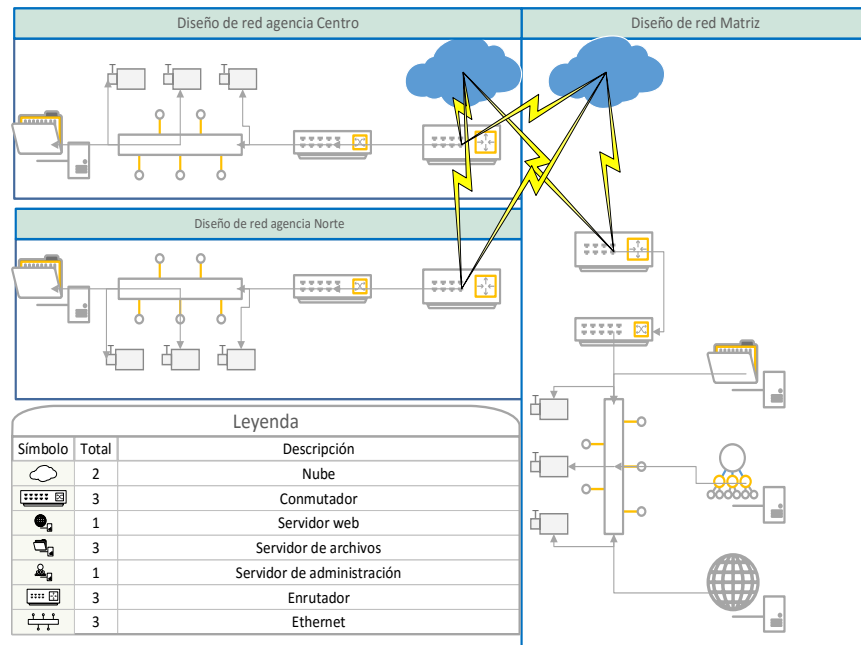 Diseño de red agencia Centro
Diseño de red Matriz
Diseño de red agencia Norte
Leyenda
Símbolo Total Descripción
2 Nube
3 Conmutador
1 Servidor web
3 Servidor de archivos
1 Servidor de administración
3 Enrutador
3 Ethernet